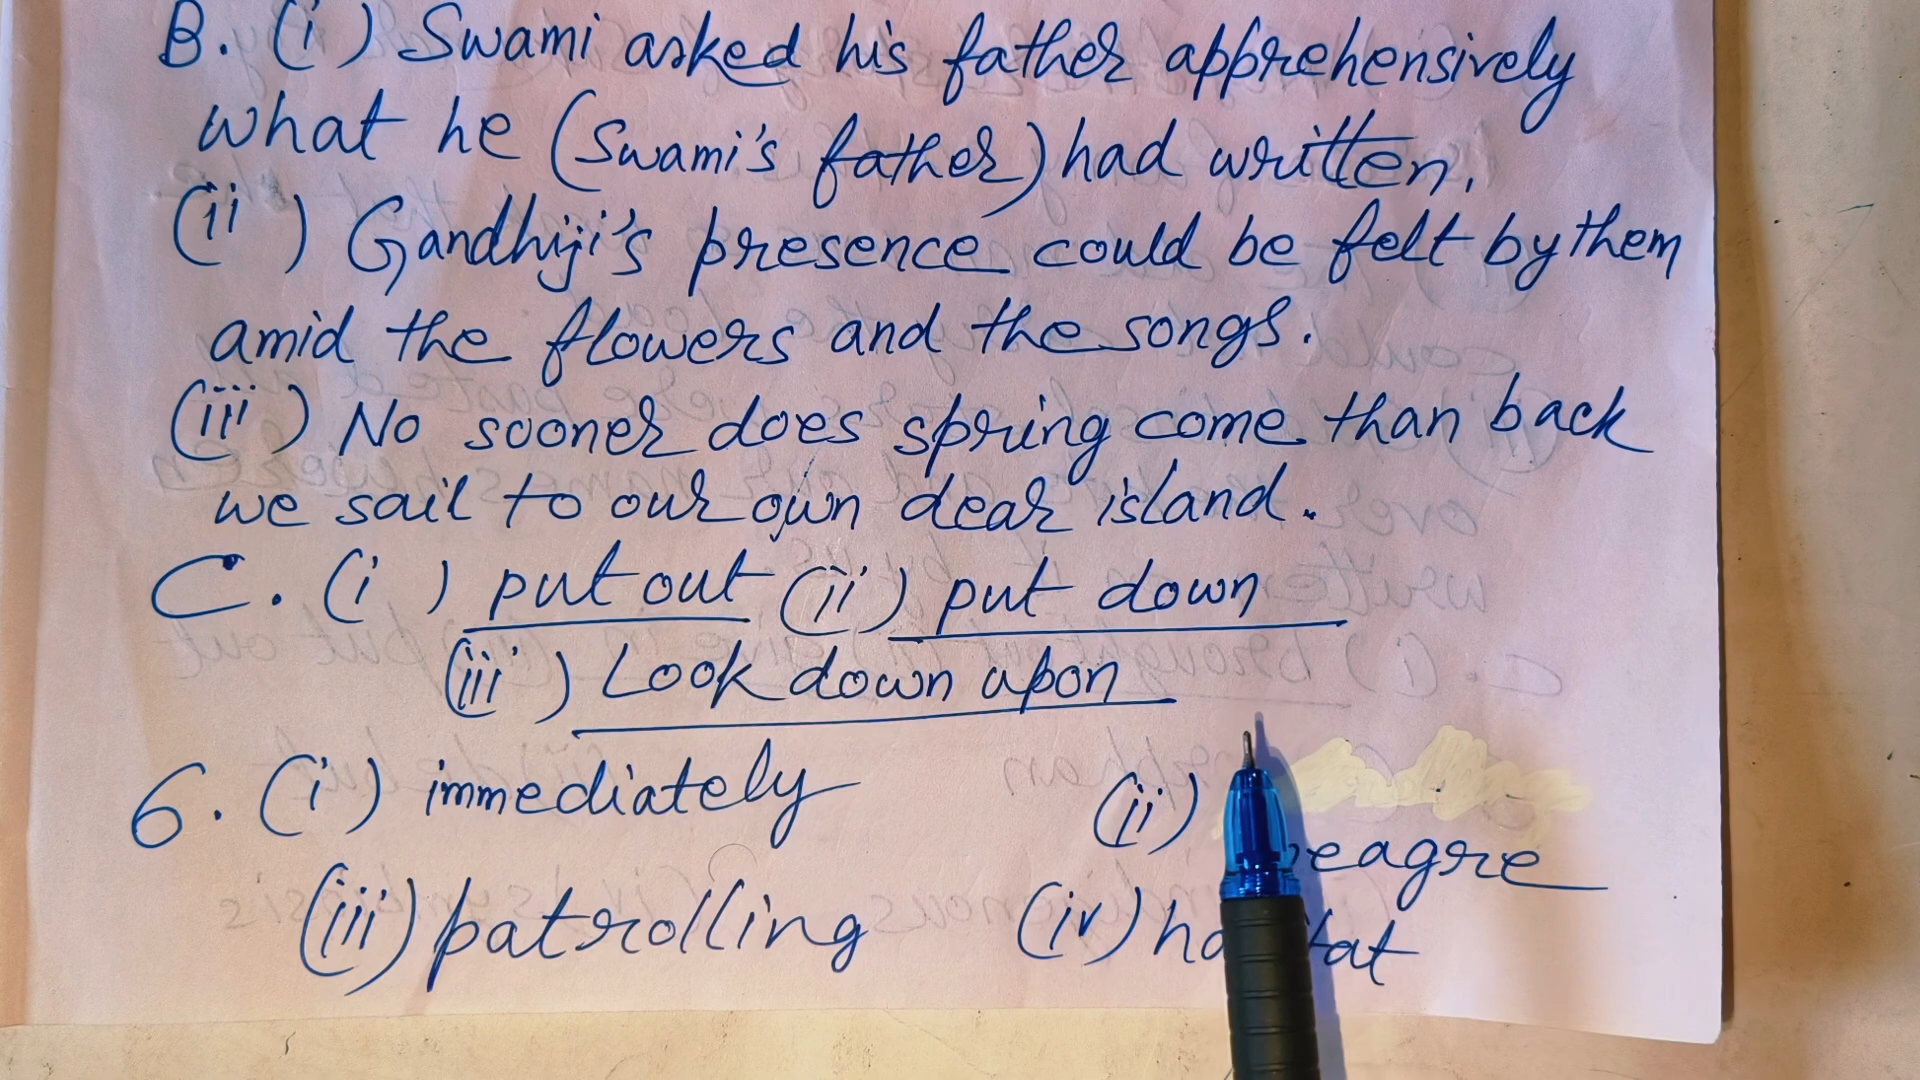 B. (i) Swami asked his father apprehensively
what he (Swami's father) had written.
(ii) Gandhiji's presence could be felt by them
amid the flowers and the songs.
(iii) No sooner does spring come than back
we sail to our own dear island.
C. (i) put out (ii) put down
(iii) Look down upon
6. (i) immediately (ii)
eagre
(iii) patrolling (iv) ha tat